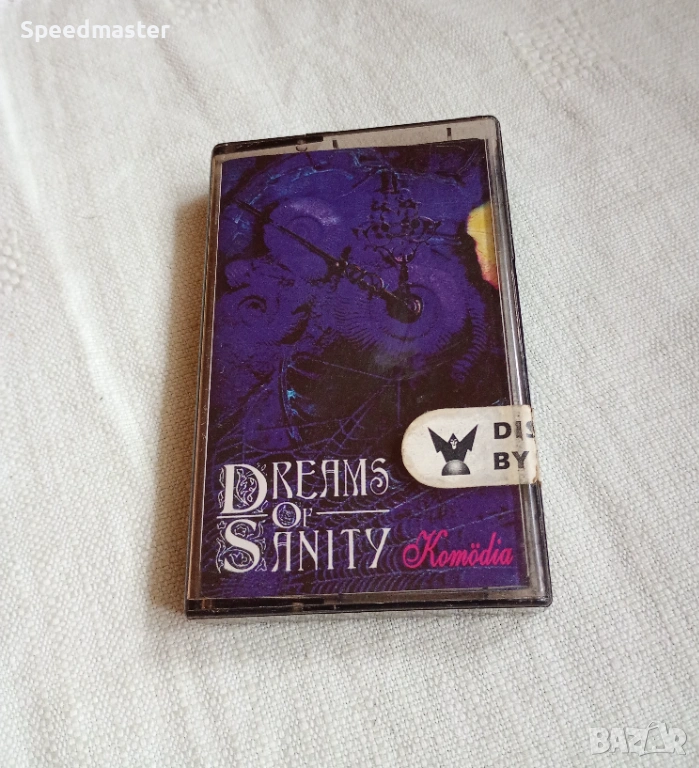 Speedmaster
DIS
BY
DREAMS
OF
SANITY
Komödia
BAZAR